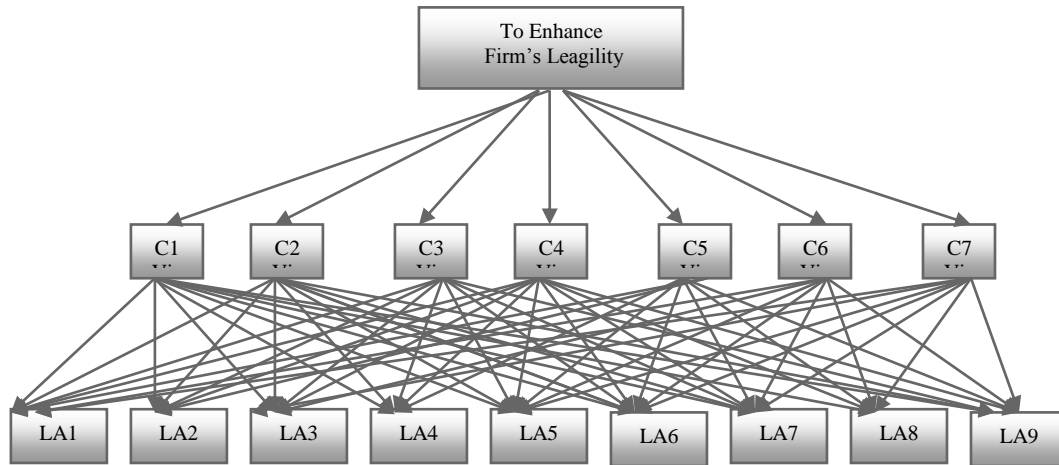 To Enhance
Firm's Leagility
C1 C2 C3 C4 C5 C6 C7
LA1 LA2 LA3 LA4 LA5 LA6 LA7 LA8 LA9